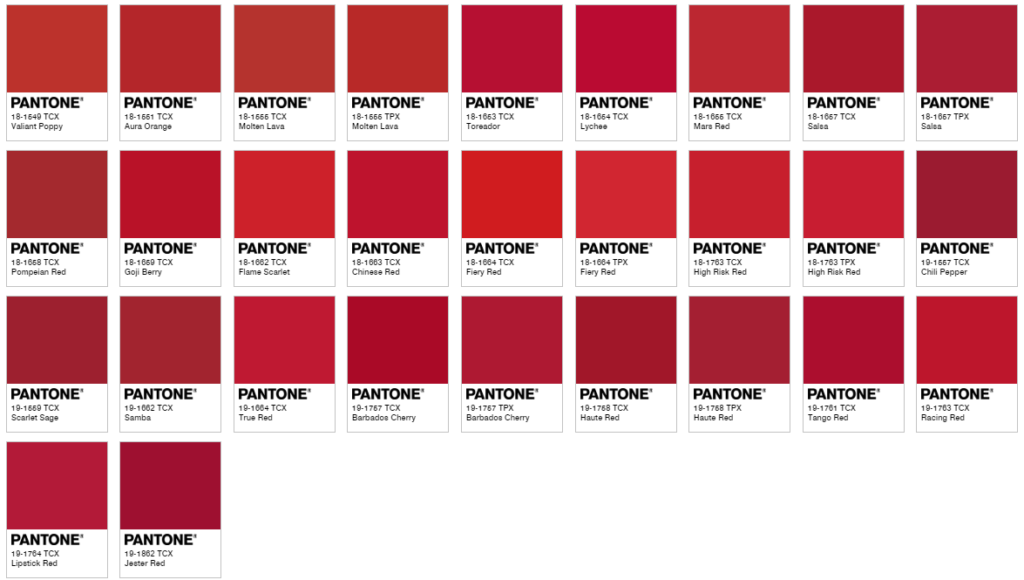 PANTONE®
18-1549 TCX
Valiant Poppy
PANTONE®
18-1551 TCX
Aura Orange
PANTONE®
18-1555 TCX
Molten Lava
PANTONE®
18-1555 TPX
Molten Lava
PANTONE®
18-1653 TCX
Toreador
PANTONE®
18-1654 TCX
Lychee
PANTONE®
18-1655 TCX
Mars Red
PANTONE®
18-1657 TCX
Salsa
PANTONE®
18-1657 TPX
Salsa
PANTONE®
18-1658 TCX
Pompeian Red
PANTONE®
18-1659 TCX
Goji Berry
PANTONE®
18-1662 TCX
Flame Scarlet
PANTONE®
18-1663 TCX
Chinese Red
PANTONE®
18-1664 TCX
Fiery Red
PANTONE®
18-1664 TPX
Fiery Red
PANTONE®
18-1763 TCX
High Risk Red
PANTONE®
18-1763 TPX
High Risk Red
PANTONE®
19-1557 TCX
Chili Pepper
PANTONE®
19-1559 TCX
Scarlet Sage
PANTONE®
19-1662 TCX
Samba
PANTONE®
19-1664 TCX
True Red
PANTONE®
19-1757 TCX
Barbados Cherry
PANTONE®
19-1757 TPX
Barbados Cherry
PANTONE®
19-1758 TCX
Haute Red
PANTONE®
19-1758 TPX
Haute Red
PANTONE®
19-1761 TCX
Tango Red
PANTONE®
19-1763 TCX
Racing Red
PANTONE®
19-1764 TCX
Lipstick Red
PANTONE®
19-1862 TCX
Jester Red